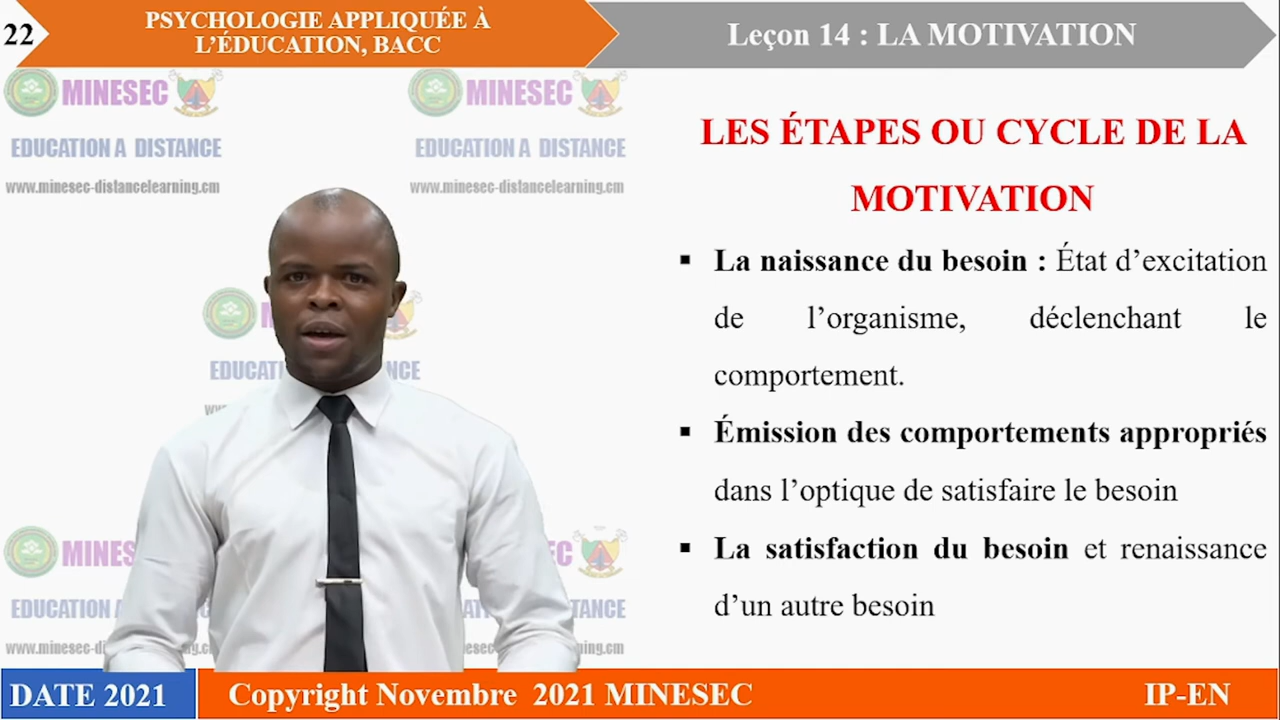 22
PSYCHOLOGIE APPLIQUÉE À
L'ÉDUCATION, BACC
Leçon 14 : LA MOTIVATION
MINESEC
EDUCATION A DISTANCE
www.minesec-distancelearning.cm
MINESEC
EDUCATION A DISTANCE
www.minesec-distancelearning.cm
LES ÉTAPES OU CYCLE DE LA
MOTIVATION
▪ La naissance du besoin : État d'excitation
de l'organisme, déclenchant le
comportement.
▪ Émission des comportements appropriés
dans l'optique de satisfaire le besoin
▪ La satisfaction du besoin et renaissance
d'un autre besoin
DATE 2021
Copyright Novembre 2021 MINESEC
IP-EN